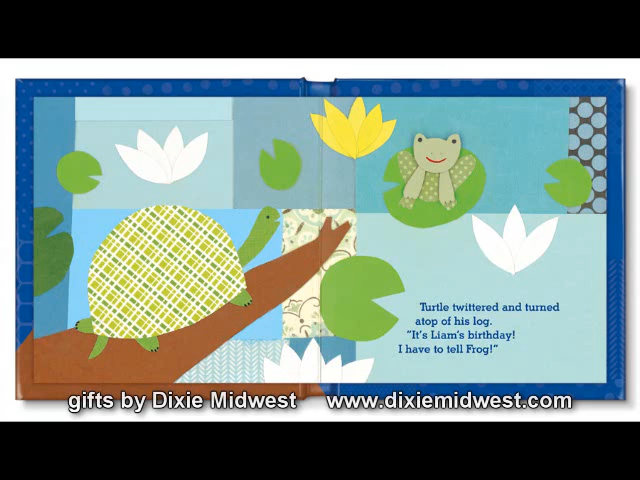 Turtle twittered and turned
atop of his log.
"It's Liam's birthday!
I have to tell Frog!"
gifts by Dixie Midwest www.dixiemidwest.com